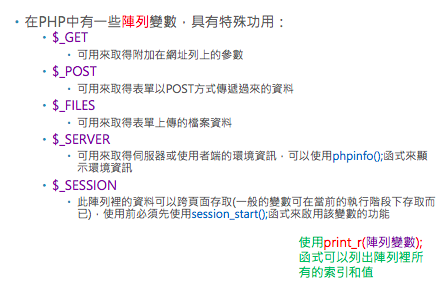 • 在PHP中有一些陣列變數，具有特殊功用：
• $_GET
• 可用來取得附加在網址列上的參數
• $_POST
• 可用來取得表單以POST方式傳遞過來的資料
• $_FILES
• 可用來取得表單上傳的檔案資料
• $_SERVER
• 可用來取得伺服器或使用者端的環境資訊，可以使用phpinfo();函式來顯
示環境資訊
• $_SESSION
• 此陣列裡的資料可以跨頁面存取(一般的變數可在當前的執行階段下存取而
已)，使用前必須先使用session_start();函式來啟用該變數的功能
使用print_r(陣列變數);
函式可以列出陣列裡所
有的索引和值